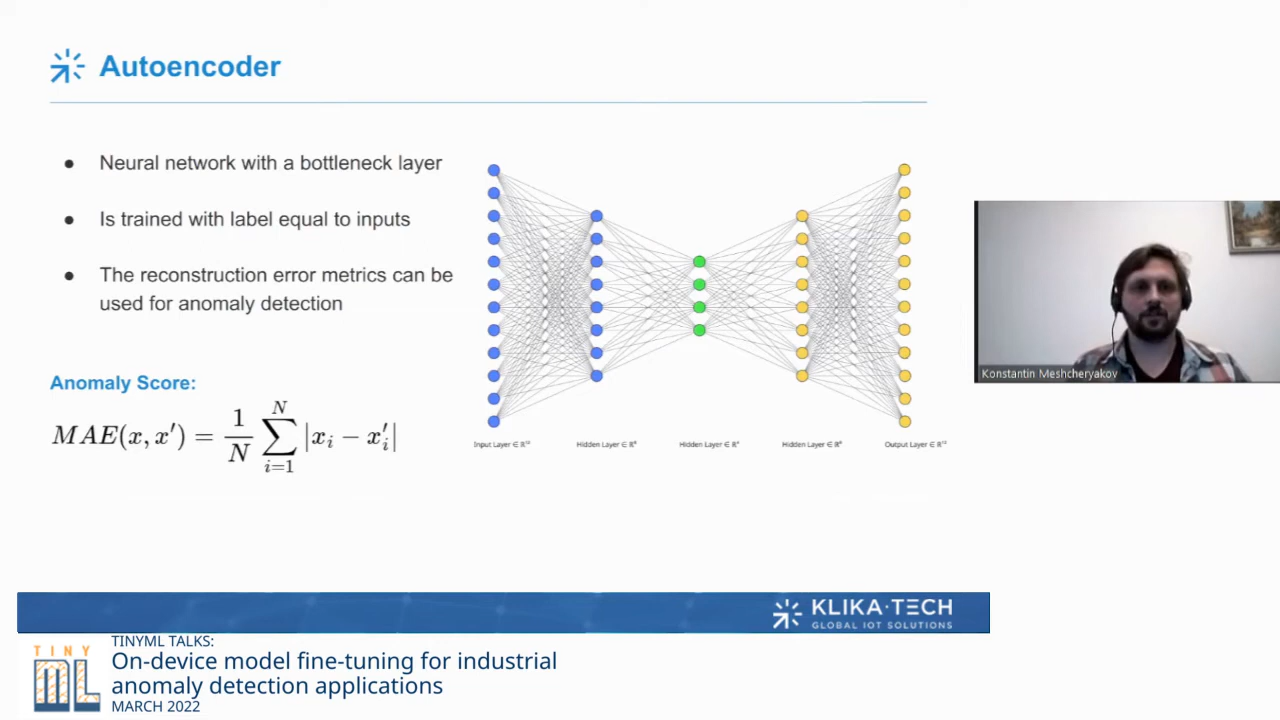 Autoencoder
● Neural network with a bottleneck layer
● Is trained with label equal to inputs
● The reconstruction error metrics can be
used for anomaly detection
Anomaly Score:
MAE(x, x′) = 1/N ∑_{i=1}^{N} |x_i − x′_i|
Input Layer ∈ ℝ¹² Hidden Layer ∈ ℝ⁸ Hidden Layer ∈ ℝ⁴ Hidden Layer ∈ ℝ⁸ Output Layer ∈ ℝ¹²
Konstantin Meshcheryakov
KLIKA·TECH
GLOBAL IOT SOLUTIONS
TINY
mL
TINYML TALKS:
On-device model fine-tuning for industrial
anomaly detection applications
MARCH 2022